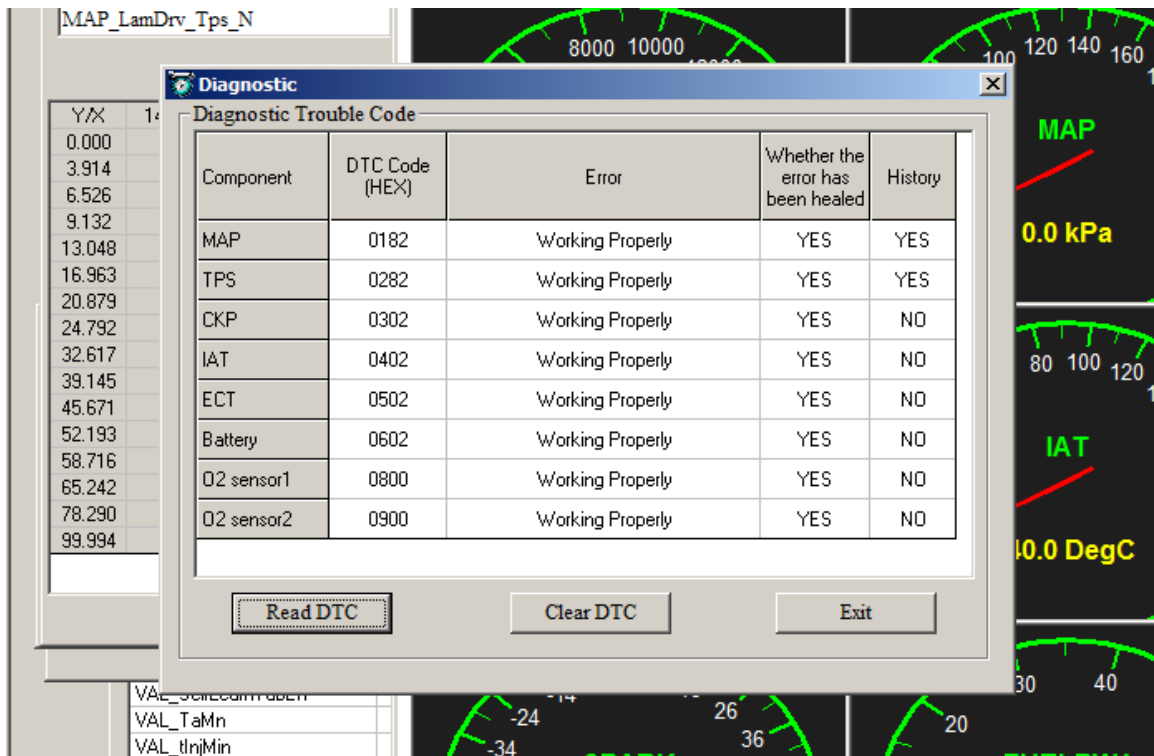 MAP_LamDrv_Tps_N
8000 10000
100 120 140 160
Diagnostic
Diagnostic Trouble Code
Y/X
0.000
3.914
6.526
9.132
13.048
16.963
20.879
24.792
32.617
39.145
45.671
52.193
58.716
65.242
78.290
99.994
Component DTC Code (HEX) Error Whether the error has been healed History
MAP 0182 Working Properly YES YES
TPS 0282 Working Properly YES YES
CKP 0302 Working Properly YES NO
IAT 0402 Working Properly YES NO
ECT 0502 Working Properly YES NO
Battery 0602 Working Properly YES NO
O2 sensor1 0800 Working Properly YES NO
O2 sensor2 0900 Working Properly YES NO
Read DTC Clear DTC Exit
MAP
0.0 kPa
80 100 120
IAT
40.0 DegC
VAL_TaMn
VAL_tInjMin
-24
-34
26
36
30 40
20